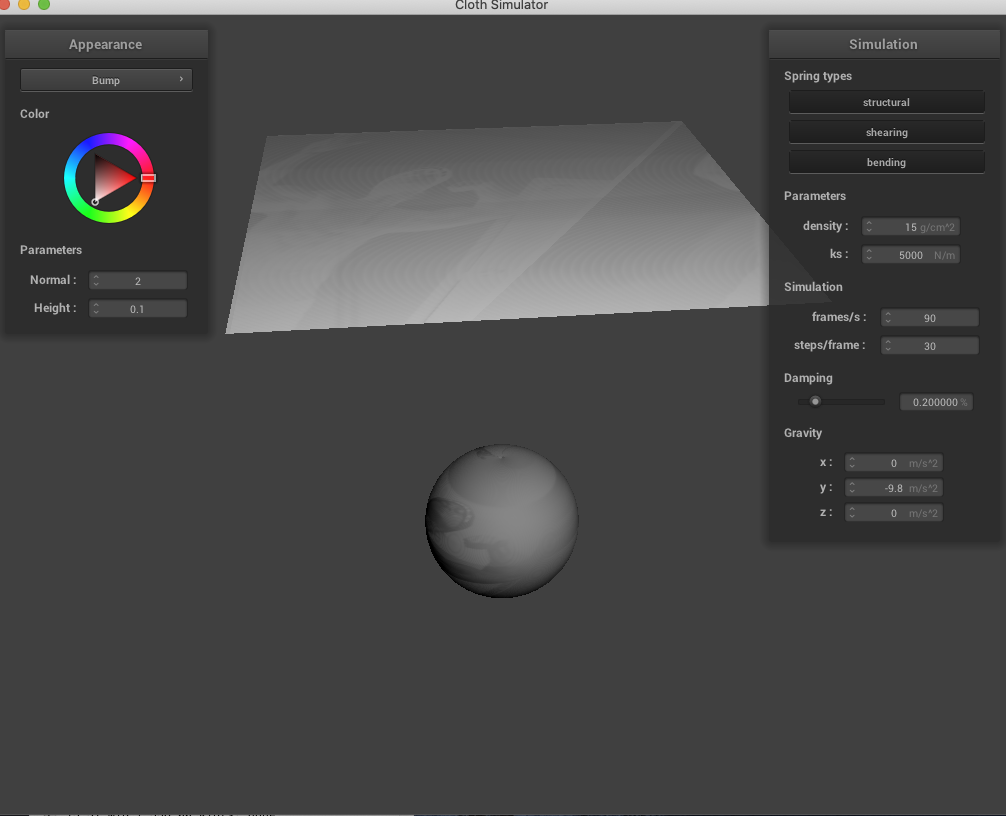 Cloth Simulator
Appearance
Bump ›
Color
Parameters
Normal : 2
Height : 0.1
Simulation
Spring types
structural
shearing
bending
Parameters
density : 15 g/cm^2
ks : 5000 N/m
Simulation
frames/s : 90
steps/frame : 30
Damping
0.200000 %
Gravity
x : 0 m/s^2
y : -9.8 m/s^2
z : 0 m/s^2